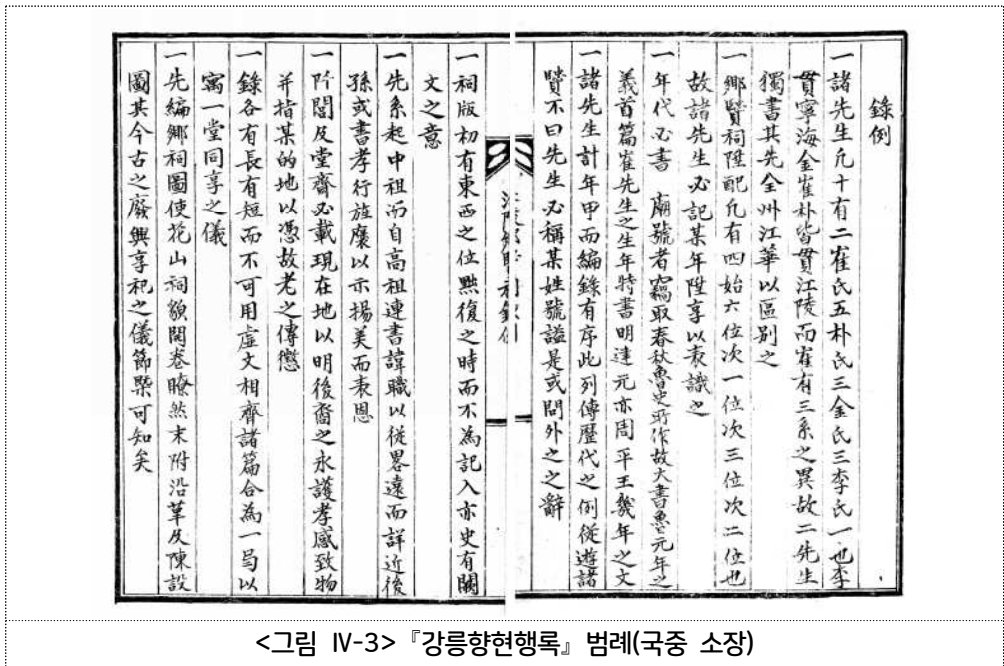 錄例
一諸先生凡十有二崔氏五朴氏三金氏三李氏一也李
貫寧海金崔朴皆貫江陵而崔有三系之異故二先生
獨書其先全州江華以區別之
一鄉賢祠陞配凡有四始六位次一位次三位次二位也
故諸先生必記某年陞享以表識之
一年代必書 廟號者竊取春秋魯史所作故大書魯元年之
義首篇崔先生之生年特書明達元亦周平王幾年之文
一諸先生計年甲而編錄有序此列傳歷代之例從遊諸
賢不曰先生必稱某姓號謚是或問外之之辭
江陵鄉賢祠錄例
一祠版初有東西之位興復之時而不為記入亦史有闕
文之意
一先系起中祖而自高祖連書諱職以從畧遠而詳近後
孫或書孝行旌褒以示揚美而表恩
一阡閭及堂齋必載現在地以明後裔之永護孝感致物
并指某的地以憑故老之傳懲
一錄各有長有短而不可用虛文相齊諸篇合為一局以
寓一堂同享之儀
一先編鄉祠圖使花山祠貌開卷瞭然末附沿革及陳設
圖其今古之廢興享祀之儀節槩可知矣
<그림 Ⅳ-3> 『강릉향현행록』 범례(국중 소장)